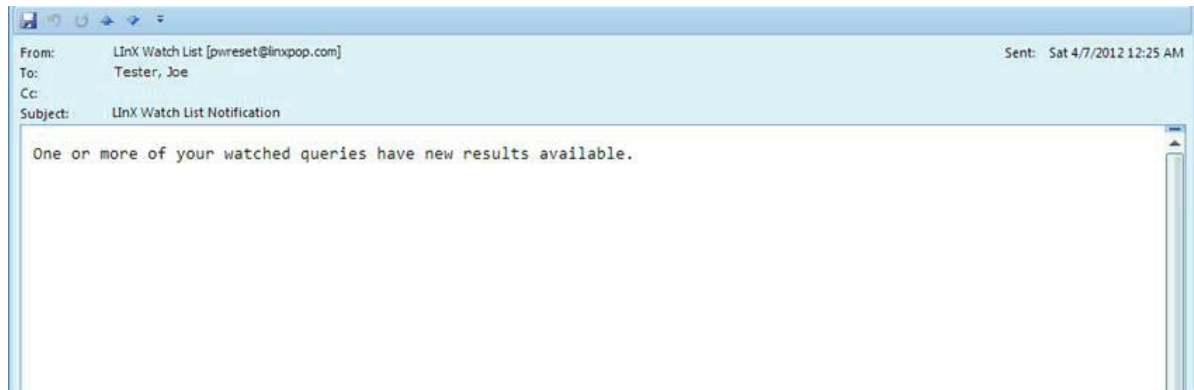 From: LInX Watch List [pwreset@linxpop.com] Sent: Sat 4/7/2012 12:25 AM
To: Tester, Joe
Cc:
Subject: LInX Watch List Notification
One or more of your watched queries have new results available.